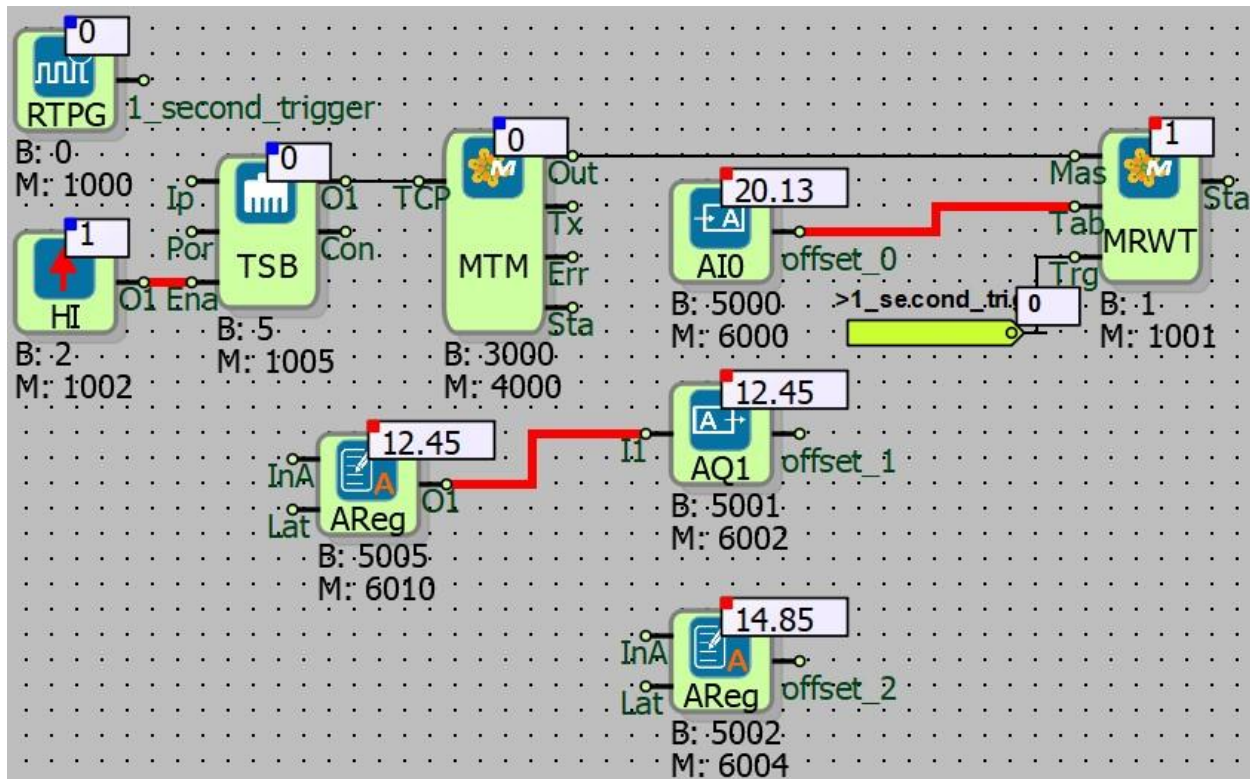 0
RTPG
1_second_trigger
B: 0
M: 1000
1
HI
O1
B: 2
M: 1002
0
Ip
Por
Ena
O1
Con
TSB
B: 5
M: 1005
0
TCP
Out
Tx
Err
Sta
MTM
B: 3000
M: 4000
20.13
A
AI0
offset_0
B: 5000
M: 6000
>1_second_tri
0
1
Mas
Tab
Trg
Sta
MRWT
B: 1
M: 1001
12.45
InA
Lat
O1
A
AReg
B: 5005
M: 6010
12.45
I1
A
AQ1
offset_1
B: 5001
M: 6002
14.85
InA
Lat
A
AReg
offset_2
B: 5002
M: 6004